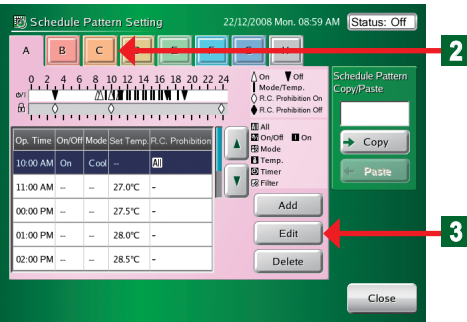 Schedule Pattern Setting 22/12/2008 Mon. 08:59 AM Status: Off
A B C
2
0 2 4 6 8 10 12 14 16 18 20 22 24
On Off
Mode/Temp.
R.C. Prohibition On
R.C. Prohibition Off
All
On/Off On
Mode
Temp.
Timer
Filter
Schedule Pattern
Copy/Paste
Copy
Paste
Op. Time On/Off Mode Set Temp. R.C. Prohibition
10:00 AM On Cool -- All
11:00 AM -- -- 27.0°C -
00:00 PM -- -- 27.5°C -
01:00 PM -- -- 28.0°C -
02:00 PM -- -- 28.5°C -
Add
Edit
3
Delete
Close